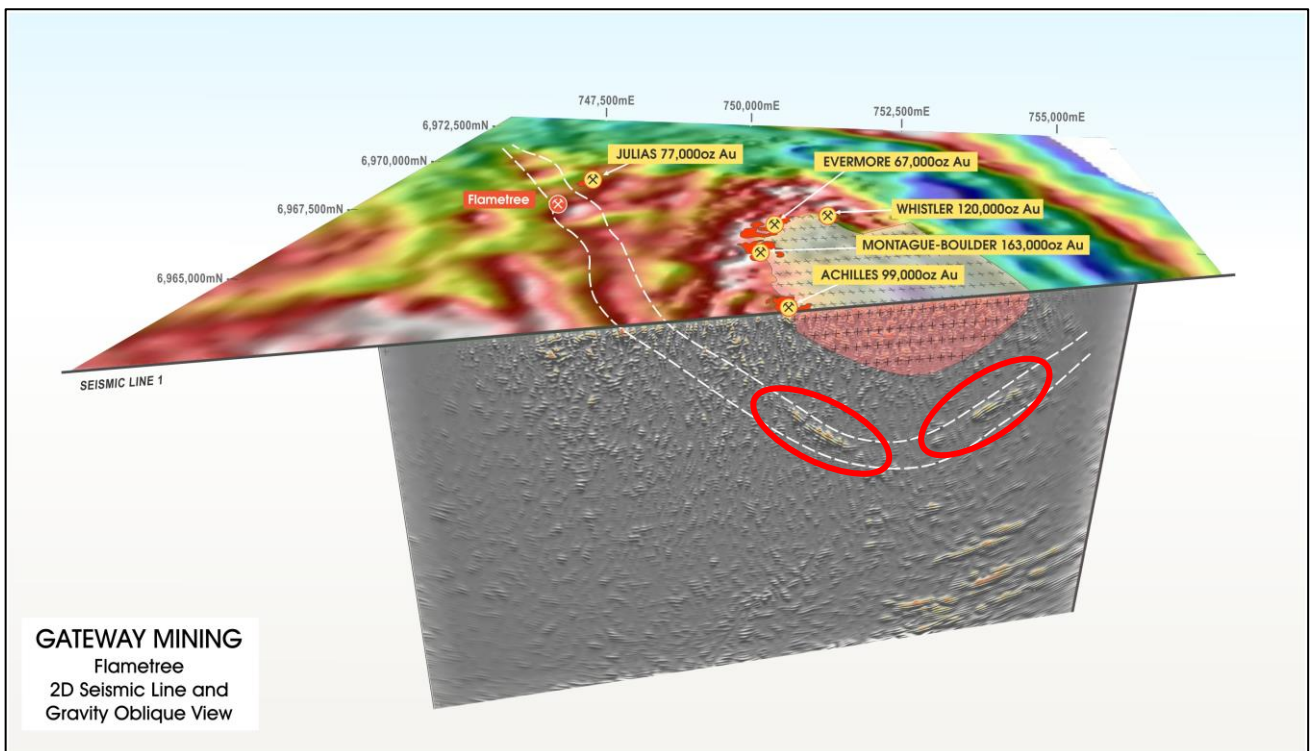 747,500mE
750,000mE
752,500mE
755,000mE
6,972,500mN
6,970,000mN
6,967,500mN
6,965,000mN
JULIAS 77,000oz Au
EVERMORE 67,000oz Au
Flametree
WHISTLER 120,000oz Au
MONTAGUE-BOULDER 163,000oz Au
ACHILLES 99,000oz Au
SEISMIC LINE 1
GATEWAY MINING
Flametree
2D Seismic Line and
Gravity Oblique View